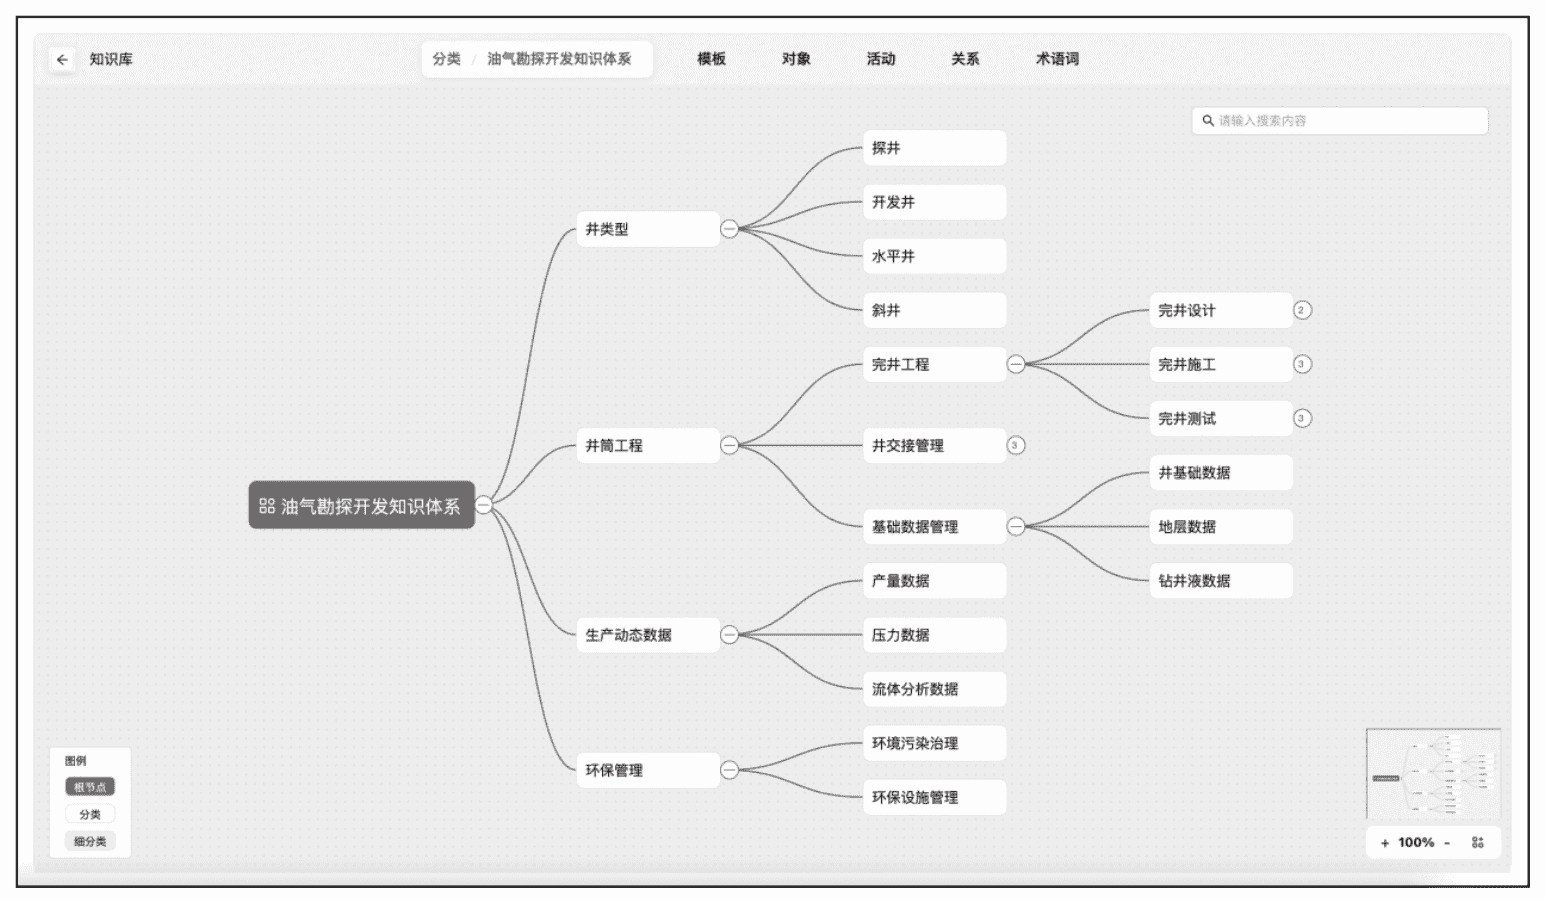 知识库
分类 / 油气勘探开发知识体系
模板
对象
活动
关系
术语词
请输入搜索内容
油气勘探开发知识体系
井类型
探井
开发井
水平井
斜井
井筒工程
完井工程
完井设计
2
完井施工
3
完井测试
3
井交接管理
3
基础数据管理
井基础数据
地层数据
钻井液数据
生产动态数据
产量数据
压力数据
流体分析数据
环保管理
环境污染治理
环保设施管理
图例
根节点
分类
细分类
+ 100% -